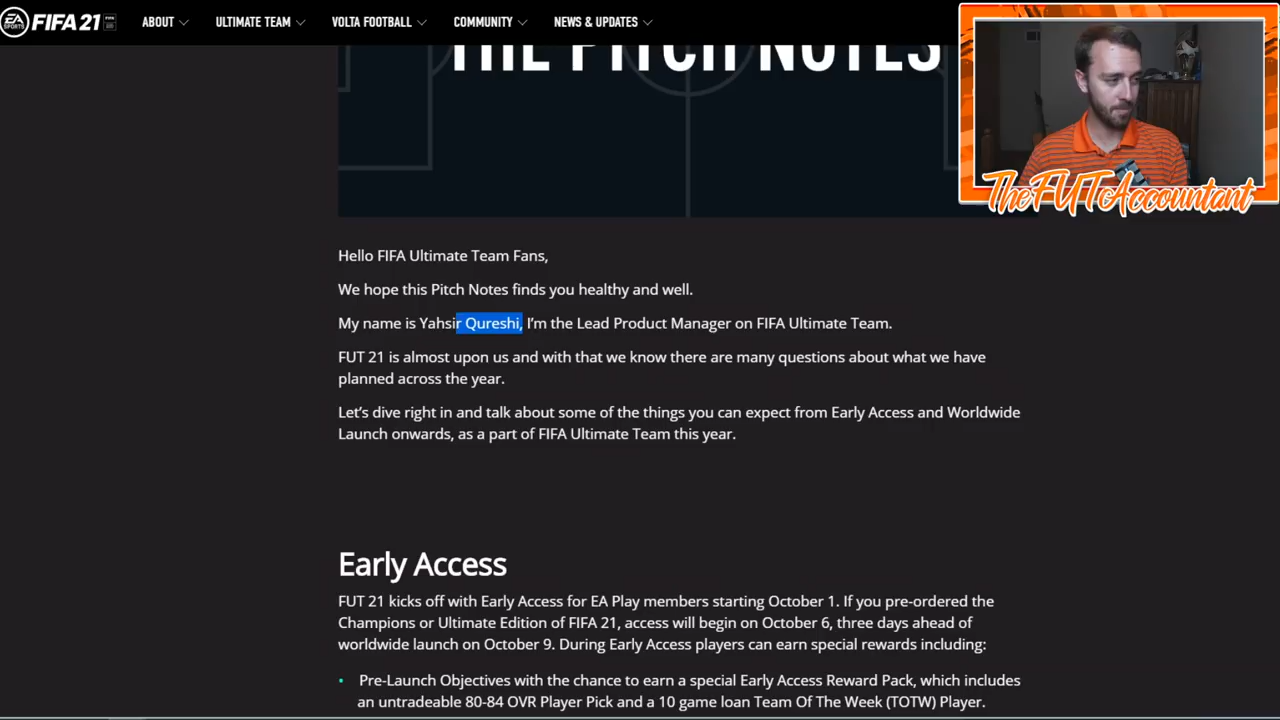 EA SPORTS FIFA 21 ABOUT ULTIMATE TEAM VOLTA FOOTBALL COMMUNITY NEWS & UPDATES
THE PITCH NOTES
TheFUTAccountant
Hello FIFA Ultimate Team Fans,
We hope this Pitch Notes finds you healthy and well.
My name is Yahsir Qureshi, I’m the Lead Product Manager on FIFA Ultimate Team.
FUT 21 is almost upon us and with that we know there are many questions about what we have
planned across the year.
Let’s dive right in and talk about some of the things you can expect from Early Access and Worldwide
Launch onwards, as a part of FIFA Ultimate Team this year.
Early Access
FUT 21 kicks off with Early Access for EA Play members starting October 1. If you pre-ordered the
Champions or Ultimate Edition of FIFA 21, access will begin on October 6, three days ahead of
worldwide launch on October 9. During Early Access players can earn special rewards including:
• Pre-Launch Objectives with the chance to earn a special Early Access Reward Pack, which includes
an untradeable 80-84 OVR Player Pick and a 10 game loan Team Of The Week (TOTW) Player.